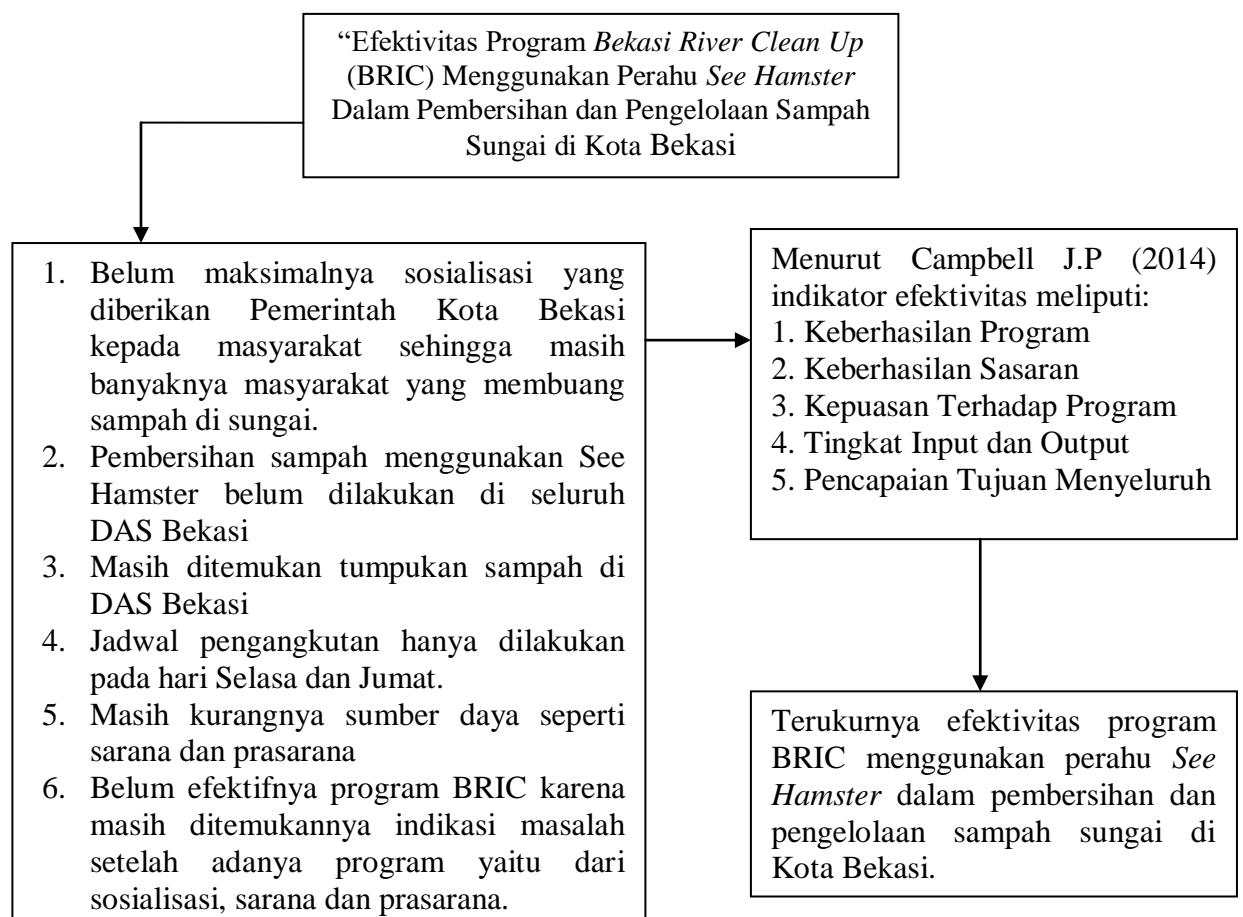 “Efektivitas Program Bekasi River Clean Up
(BRIC) Menggunakan Perahu See Hamster
Dalam Pembersihan dan Pengelolaan Sampah
Sungai di Kota Bekasi
1. Belum maksimalnya sosialisasi yang
diberikan Pemerintah Kota Bekasi
kepada masyarakat sehingga masih
banyaknya masyarakat yang membuang
sampah di sungai.
2. Pembersihan sampah menggunakan See
Hamster belum dilakukan di seluruh
DAS Bekasi
3. Masih ditemukan tumpukan sampah di
DAS Bekasi
4. Jadwal pengangkutan hanya dilakukan
pada hari Selasa dan Jumat.
5. Masih kurangnya sumber daya seperti
sarana dan prasarana
6. Belum efektifnya program BRIC karena
masih ditemukannya indikasi masalah
setelah adanya program yaitu dari
sosialisasi, sarana dan prasarana.
Menurut Campbell J.P (2014)
indikator efektivitas meliputi:
1. Keberhasilan Program
2. Keberhasilan Sasaran
3. Kepuasan Terhadap Program
4. Tingkat Input dan Output
5. Pencapaian Tujuan Menyeluruh
Terukurnya efektivitas program
BRIC menggunakan perahu See
Hamster dalam pembersihan dan
pengelolaan sampah sungai di
Kota Bekasi.